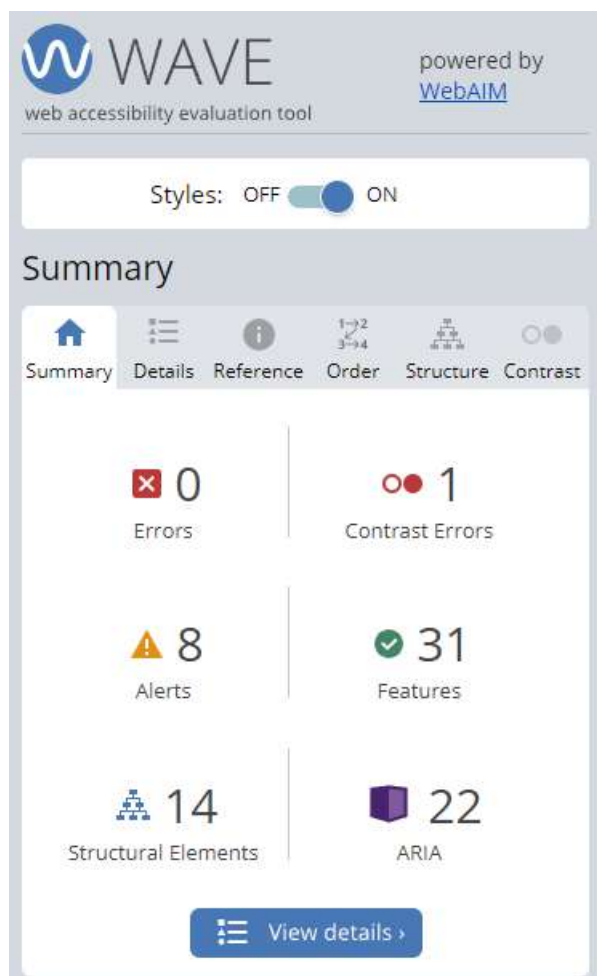 WAVE
powered by
WebAIM
web accessibility evaluation tool
Styles: OFF ON
Summary
1 2
3 4
Summary Details Reference Order Structure Contrast
0 1
Errors Contrast Errors
8 31
Alerts Features
14 22
Structural Elements ARIA
View details ›